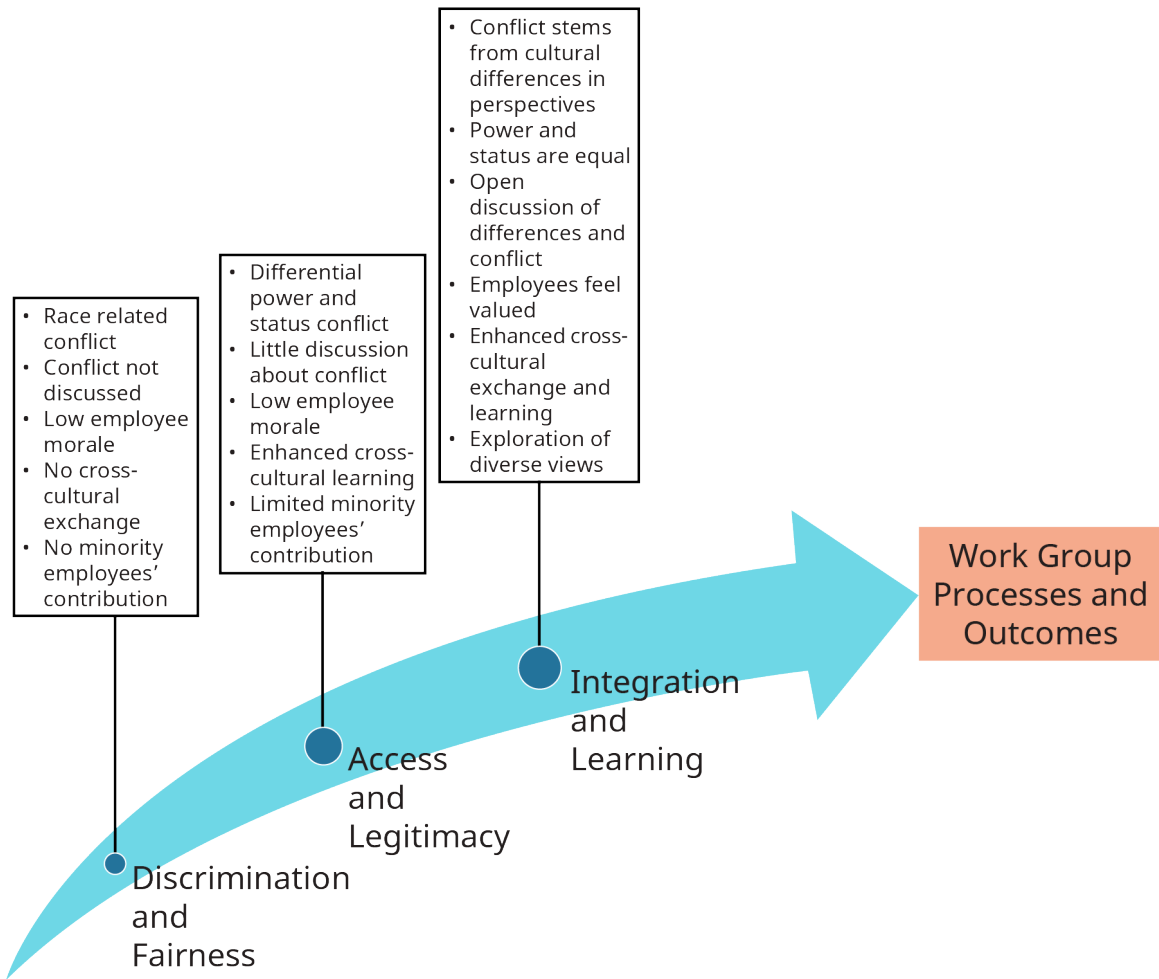 • Race related
conflict
• Conflict not
discussed
• Low employee
morale
• No cross-
cultural
exchange
• No minority
employees’
contribution
• Differential
power and
status conflict
• Little discussion
about conflict
• Low employee
morale
• Enhanced cross-
cultural learning
• Limited minority
employees’
contribution
• Conflict stems
from cultural
differences in
perspectives
• Power and
status are equal
• Open
discussion of
differences and
conflict
• Employees feel
valued
• Enhanced cross-
cultural
exchange and
learning
• Exploration of
diverse views
Discrimination
and
Fairness
Access
and
Legitimacy
Integration
and
Learning
Work Group
Processes and
Outcomes